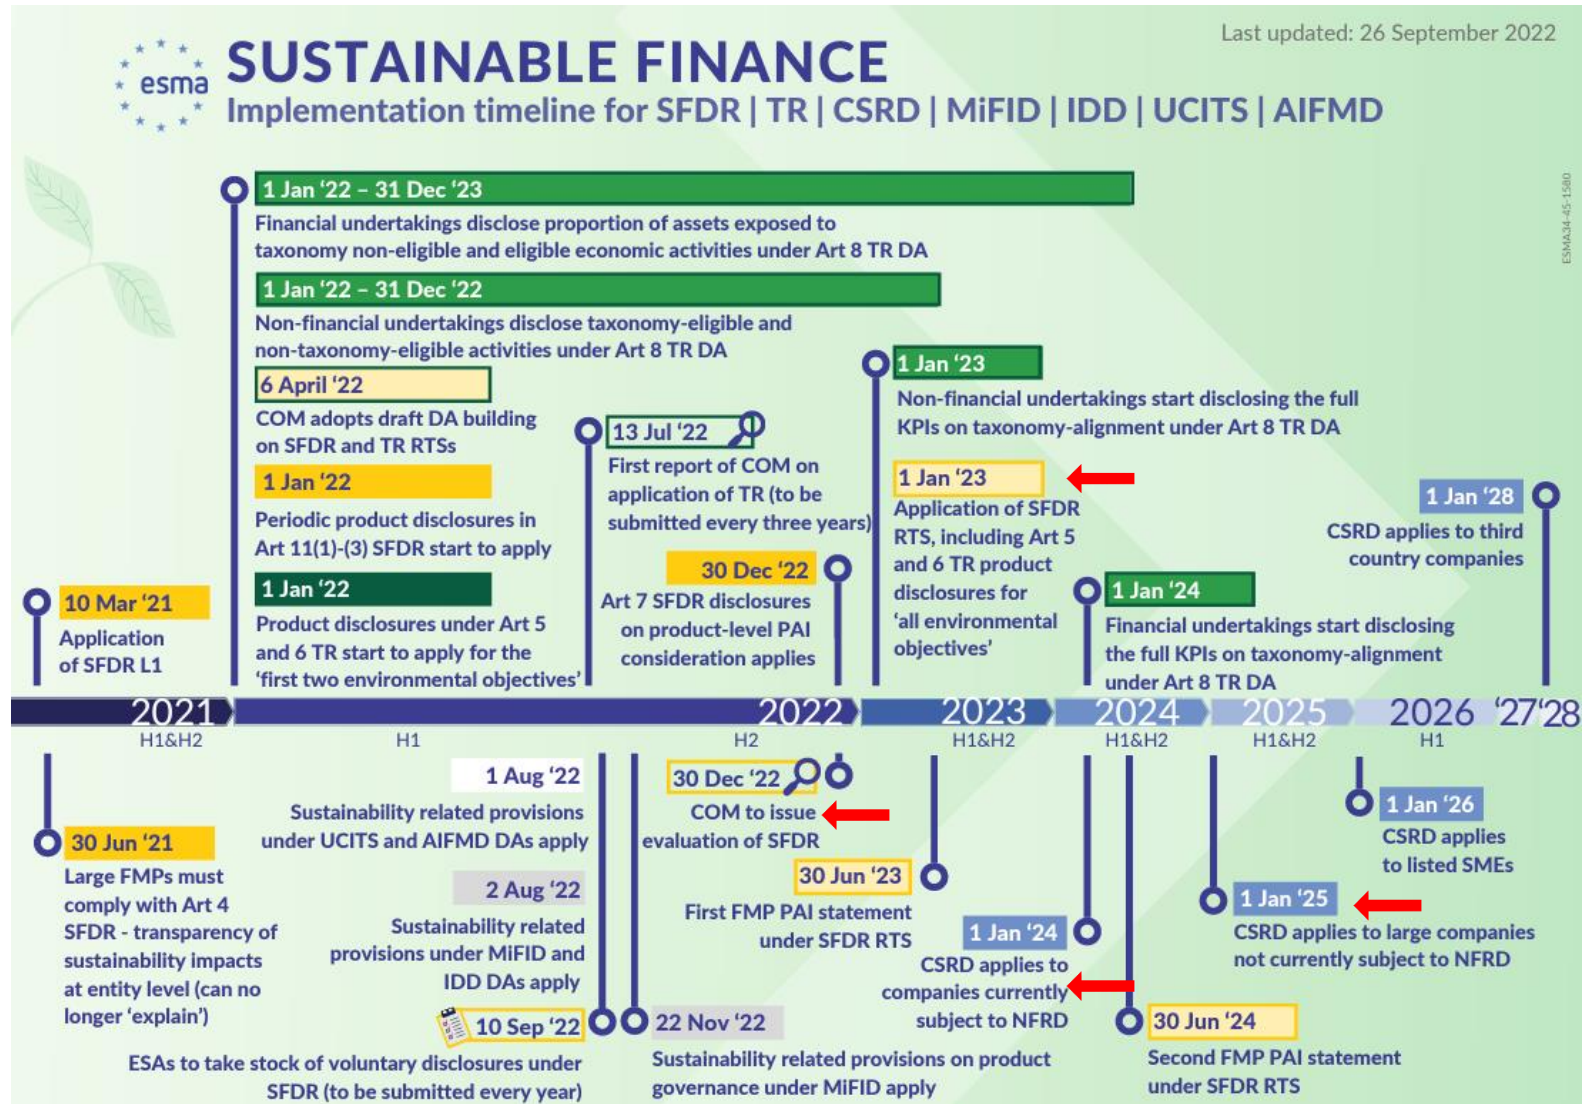 Last updated: 26 September 2022
esma
SUSTAINABLE FINANCE
Implementation timeline for SFDR | TR | CSRD | MiFID | IDD | UCITS | AIFMD
ESMA34-45-1580
1 Jan ‘22 – 31 Dec ‘23
Financial undertakings disclose proportion of assets exposed to
taxonomy non-eligible and eligible economic activities under Art 8 TR DA
1 Jan ‘22 – 31 Dec ‘22
Non-financial undertakings disclose taxonomy-eligible and
non-taxonomy-eligible activities under Art 8 TR DA
6 April ‘22
COM adopts draft DA building
on SFDR and TR RTSs
1 Jan ‘22
Periodic product disclosures in
Art 11(1)-(3) SFDR start to apply
1 Jan ‘22
Product disclosures under Art 5
and 6 TR start to apply for the
‘first two environmental objectives’
10 Mar ‘21
Application
of SFDR L1
13 Jul ‘22
First report of COM on
application of TR (to be
submitted every three years)
30 Dec ‘22
Art 7 SFDR disclosures
on product-level PAI
consideration applies
1 Jan ‘23
Non-financial undertakings start disclosing the full
KPIs on taxonomy-alignment under Art 8 TR DA
1 Jan ‘23
Application of SFDR
RTS, including Art 5
and 6 TR product
disclosures for
‘all environmental
objectives’
1 Jan ‘24
Financial undertakings start disclosing
the full KPIs on taxonomy-alignment
under Art 8 TR DA
1 Jan ‘28
CSRD applies to third
country companies
2021 2022 2023 2024 2025 2026 ‘27 ‘28
H1&H2 H1 H2 H1&H2 H1&H2 H1&H2 H1
30 Jun ‘21
Large FMPs must
comply with Art 4
SFDR - transparency of
sustainability impacts
at entity level (can no
longer ‘explain’)
1 Aug ‘22
Sustainability related provisions
under UCITS and AIFMD DAs apply
2 Aug ‘22
Sustainability related
provisions under MiFID and
IDD DAs apply
10 Sep ‘22
ESAs to take stock of voluntary disclosures under
SFDR (to be submitted every year)
22 Nov ‘22
Sustainability related provisions on product
governance under MiFID apply
30 Dec ‘22
COM to issue
evaluation of SFDR
30 Jun ‘23
First FMP PAI statement
under SFDR RTS
1 Jan ‘24
CSRD applies to
companies currently
subject to NFRD
30 Jun ‘24
Second FMP PAI statement
under SFDR RTS
1 Jan ‘25
CSRD applies to large companies
not currently subject to NFRD
1 Jan ‘26
CSRD applies
to listed SMEs